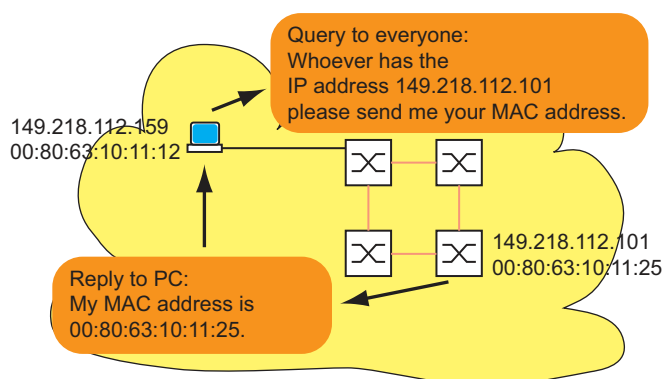 Query to everyone:
Whoever has the
IP address 149.218.112.101
please send me your MAC address.
149.218.112.159
00:80:63:10:11:12
149.218.112.101
00:80:63:10:11:25
Reply to PC:
My MAC address is
00:80:63:10:11:25.